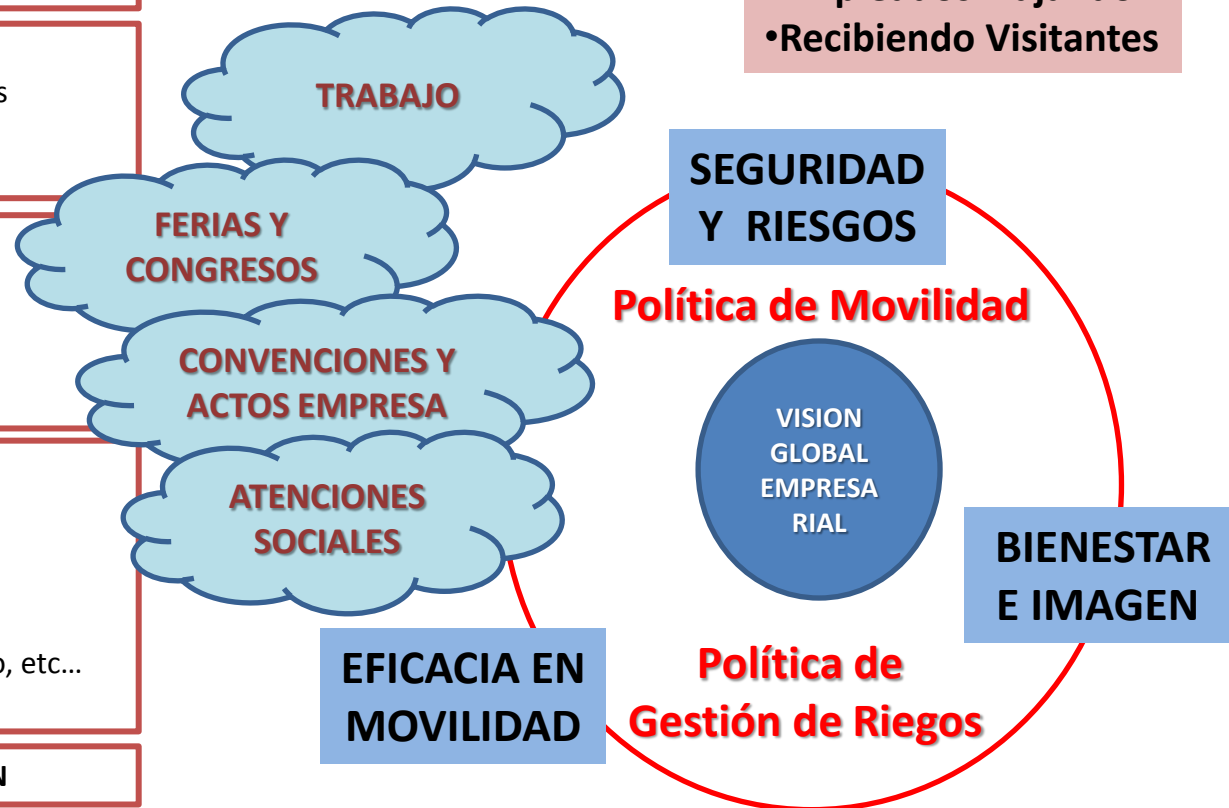 •Recibiendo Visitantes
TRABAJO
FERIAS Y
CONGRESOS
CONVENCIONES Y
ACTOS EMPRESA
ATENCIONES
SOCIALES
SEGURIDAD
Y RIESGOS
Política de Movilidad
VISION
GLOBAL
EMPRESA
RIAL
BIENESTAR
E IMAGEN
, etc…
EFICACIA EN
MOVILIDAD
Política de
Gestión de Riegos